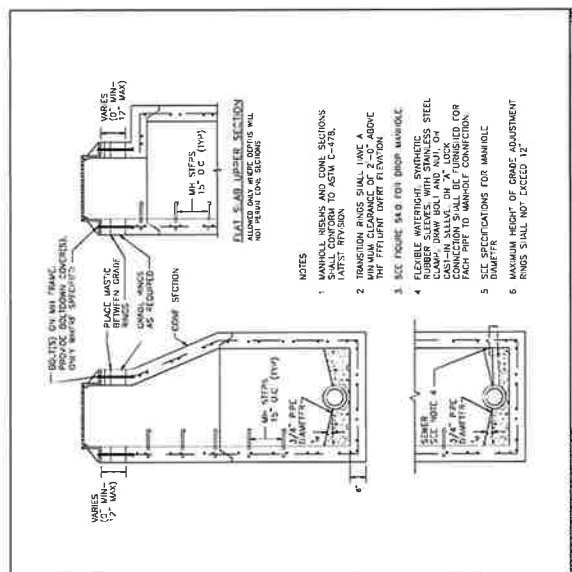 BOLT(S) ON MH FRAME.
PROVIDE BOLTDOWN COVER(S),
ONLY WHERE SPECIFIED
PLACE MASTIC
BETWEEN GRADE
RINGS
GRADE RINGS
AS REQUIRED
CONE SECTION
VARIES
(0" MIN-
12" MAX)
MH STEPS
15" O.C (TYP)
3/4" PIPE
DIAMETER
6"
VARIES
(0" MIN-
12" MAX)
MH STEPS
15" O.C (TYP)
FLAT SLAB UPPER SECTION
ALLOWED ONLY WHERE DEPTHS WILL
NOT PERMIT CONE SECTIONS
SEWER
SEE NOTE 4
3/4" PIPE
DIAMETER
NOTES
1 MANHOLE RISERS AND CONE SECTIONS
SHALL CONFORM TO ASTM C-478,
LATEST REVISION
2 TRANSITION RINGS SHALL HAVE A
MINIMUM CLEARANCE OF 2'-0" ABOVE
THE EFFLUENT INVERT ELEVATION
3. SEE FIGURE 54.0 FOR DROP MANHOLE
4 FLEXIBLE WATERTIGHT, SYNTHETIC
RUBBER SLEEVES, WITH STAINLESS STEEL
CLAMP, DRAW BOLT AND NUT, OR
CAST-IN SLEEVE, OR "A" LOCK
CONNECTION SHALL BE FURNISHED FOR
EACH PIPE TO MANHOLE CONNECTION.
5 SEE SPECIFICATIONS FOR MANHOLE
DIAMETER
6 MAXIMUM HEIGHT OF GRADE ADJUSTMENT
RINGS SHALL NOT EXCEED 12"